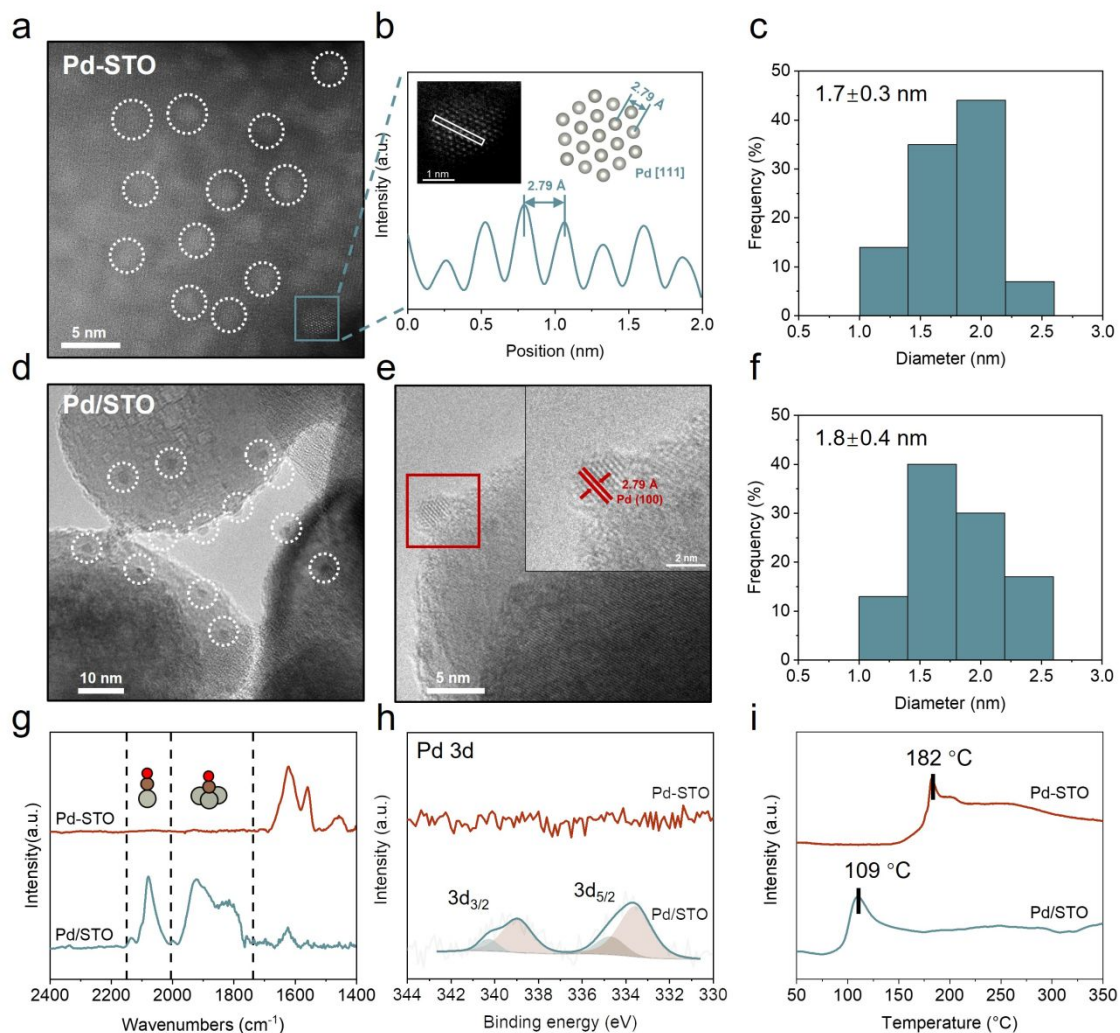 a
Pd-STO
5 nm
b
Intensity (a.u.)
1 nm
2.79 Å
Pd [111]
2.79 Å
0.0 0.5 1.0 1.5 2.0
Position (nm)
c
Frequency (%)
50
40
30
20
10
0
1.7±0.3 nm
0.5 1.0 1.5 2.0 2.5 3.0
Diameter (nm)
d
Pd/STO
10 nm
e
2.79 Å
Pd (100)
2 nm
5 nm
f
Frequency (%)
50
40
30
20
10
0
1.8±0.4 nm
0.5 1.0 1.5 2.0 2.5 3.0
Diameter (nm)
g
Intensity(a.u.)
Pd-STO
Pd/STO
2400 2200 2000 1800 1600 1400
Wavenumbers (cm⁻¹)
h
Intensity (a.u.)
Pd 3d
Pd-STO
3d₃/₂
3d₅/₂
Pd/STO
344 342 340 338 336 334 332 330
Binding energy (eV)
i
Intensity (a.u.)
182 °C
Pd-STO
109 °C
Pd/STO
50 100 150 200 250 300 350
Temperature (°C)